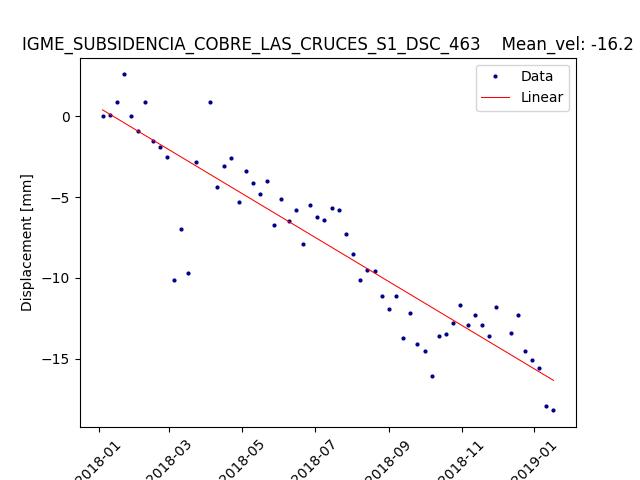 IGME_SUBSIDENCIA_COBRE_LAS_CRUCES_S1_DSC_463 Mean_vel: -16.2
Data
Linear
Displacement [mm]
0
−5
−10
−15
2018-01 2018-03 2018-05 2018-07 2018-09 2018-11 2019-01